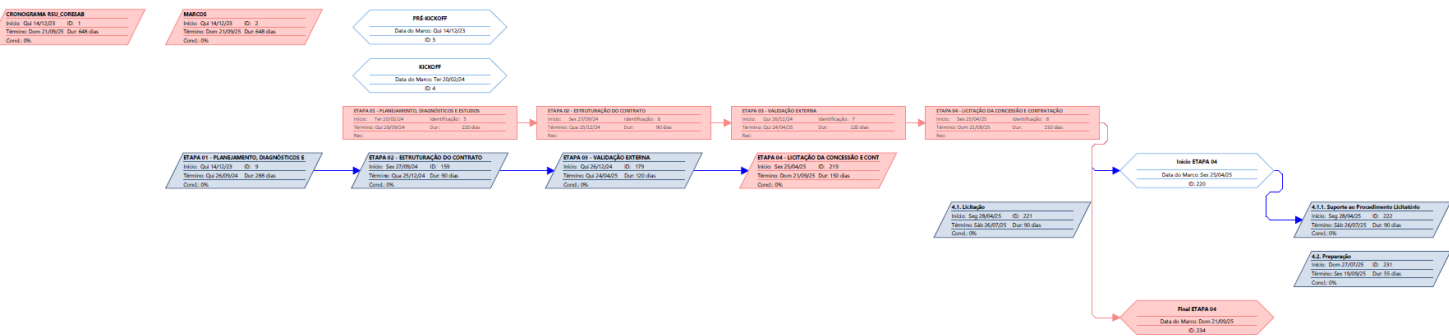 CRONOGRAMA RSU_CORESAB
Início: Qui 14/12/23 ID: 1
Término: Dom 21/09/25 Dur: 648 dias
Concl.: 0%
MARCOS
Início: Qui 14/12/23 ID: 2
Término: Dom 21/09/25 Dur: 648 dias
Concl.: 0%
PRÉ-KICKOFF
Data do Marco: Qui 14/12/23
ID: 3
KICKOFF
Data do Marco: Ter 20/02/24
ID: 4
ETAPA 01 - PLANEJAMENTO, DIAGNÓSTICOS E ESTUDOS
Início: Ter 20/02/24 Identificação: 5
Término: Qui 26/09/24 Dur: 220 dias
Rec:
ETAPA 02 - ESTRUTURAÇÃO DO CONTRATO
Início: Sex 27/09/24 Identificação: 6
Término: Qua 25/12/24 Dur: 90 dias
Rec:
ETAPA 03 - VALIDAÇÃO EXTERNA
Início: Qui 26/12/24 Identificação: 7
Término: Qui 24/04/25 Dur: 120 dias
Rec:
ETAPA 04 - LICITAÇÃO DA CONCESSÃO E CONTRATAÇÃO
Início: Sex 25/04/25 Identificação: 8
Término: Dom 21/09/25 Dur: 150 dias
Rec:
ETAPA 01 - PLANEJAMENTO, DIAGNÓSTICOS E
Início: Qui 14/12/23 ID: 9
Término: Qui 26/09/24 Dur: 288 dias
Concl.: 0%
ETAPA 02 - ESTRUTURAÇÃO DO CONTRATO
Início: Sex 27/09/24 ID: 159
Término: Qua 25/12/24 Dur: 90 dias
Concl.: 0%
ETAPA 03 - VALIDAÇÃO EXTERNA
Início: Qui 26/12/24 ID: 179
Término: Qui 24/04/25 Dur: 120 dias
Concl.: 0%
ETAPA 04 - LICITAÇÃO DA CONCESSÃO E CONT
Início: Sex 25/04/25 ID: 219
Término: Dom 21/09/25 Dur: 150 dias
Concl.: 0%
Início ETAPA 04
Data do Marco: Sex 25/04/25
ID: 220
4.1. Licitação
Início: Seg 28/04/25 ID: 221
Término: Sáb 26/07/25 Dur: 90 dias
Concl.: 0%
4.1.1. Suporte ao Procedimento Licitatório
Início: Seg 28/04/25 ID: 222
Término: Sáb 26/07/25 Dur: 90 dias
Concl.: 0%
4.2. Preparação
Início: Dom 27/07/25 ID: 231
Término: Sex 19/09/25 Dur: 55 dias
Concl.: 0%
Final ETAPA 04
Data do Marco: Dom 21/09/25
ID: 234